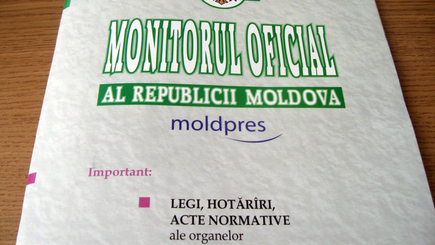 MONITORUL OFICIAL
AL REPUBLICII MOLDOVA
moldpres
Important:
LEGI, HOTĂRÎRI,
ACTE NORMATIVE
ale organelor